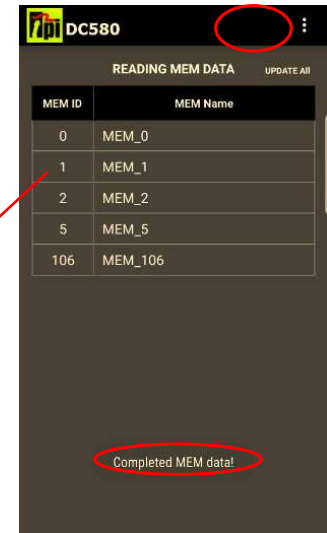 tpi DC580
READING MEM DATA UPDATE All
MEM ID MEM Name
0 MEM_0
1 MEM_1
2 MEM_2
5 MEM_5
106 MEM_106
Completed MEM data!